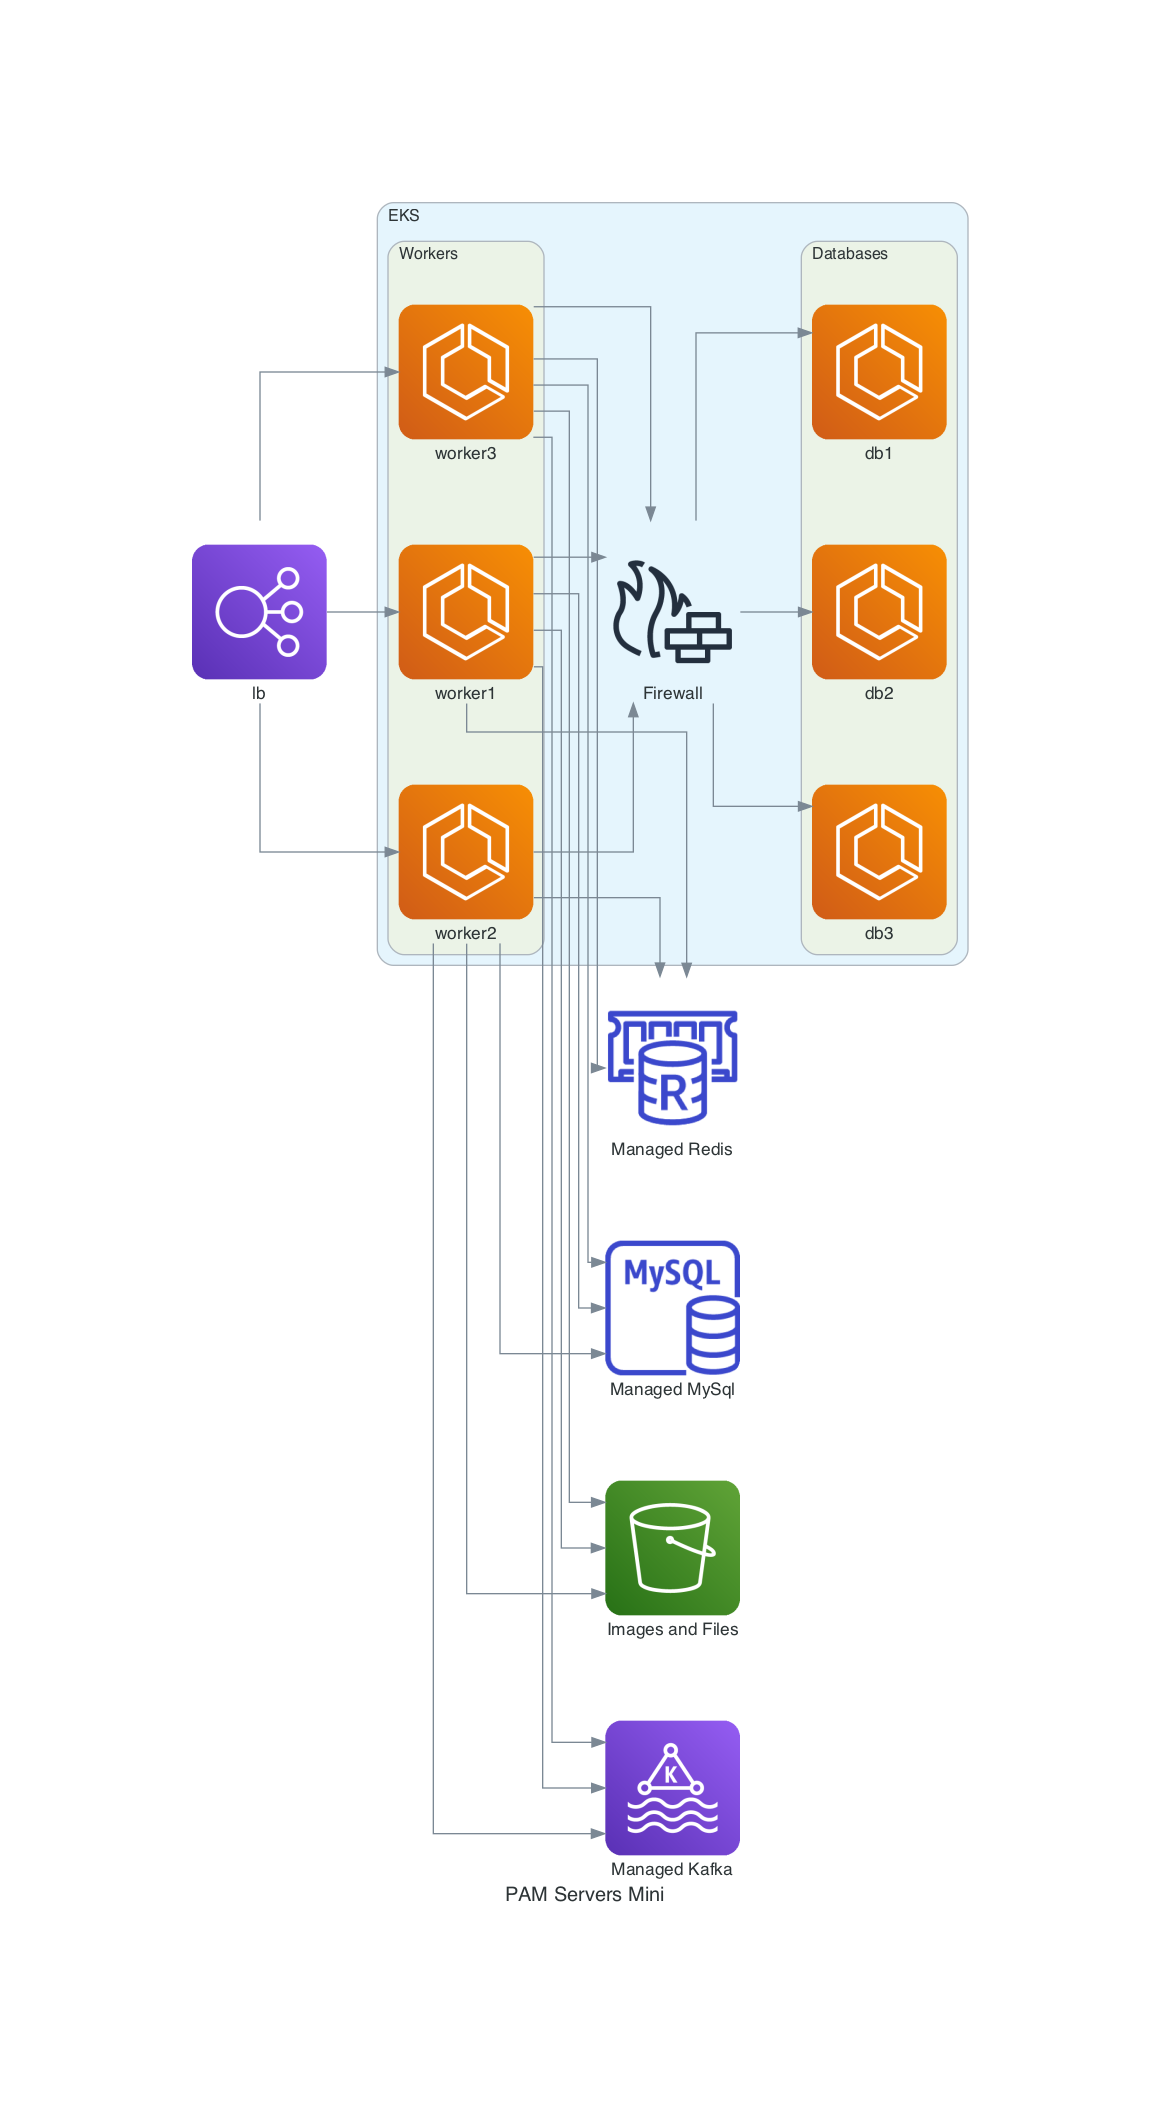 EKS
Workers
Databases
worker3
db1
lb
worker1
Firewall
db2
worker2
db3
R
Managed Redis
MySQL
Managed MySql
Images and Files
K
Managed Kafka
PAM Servers Mini